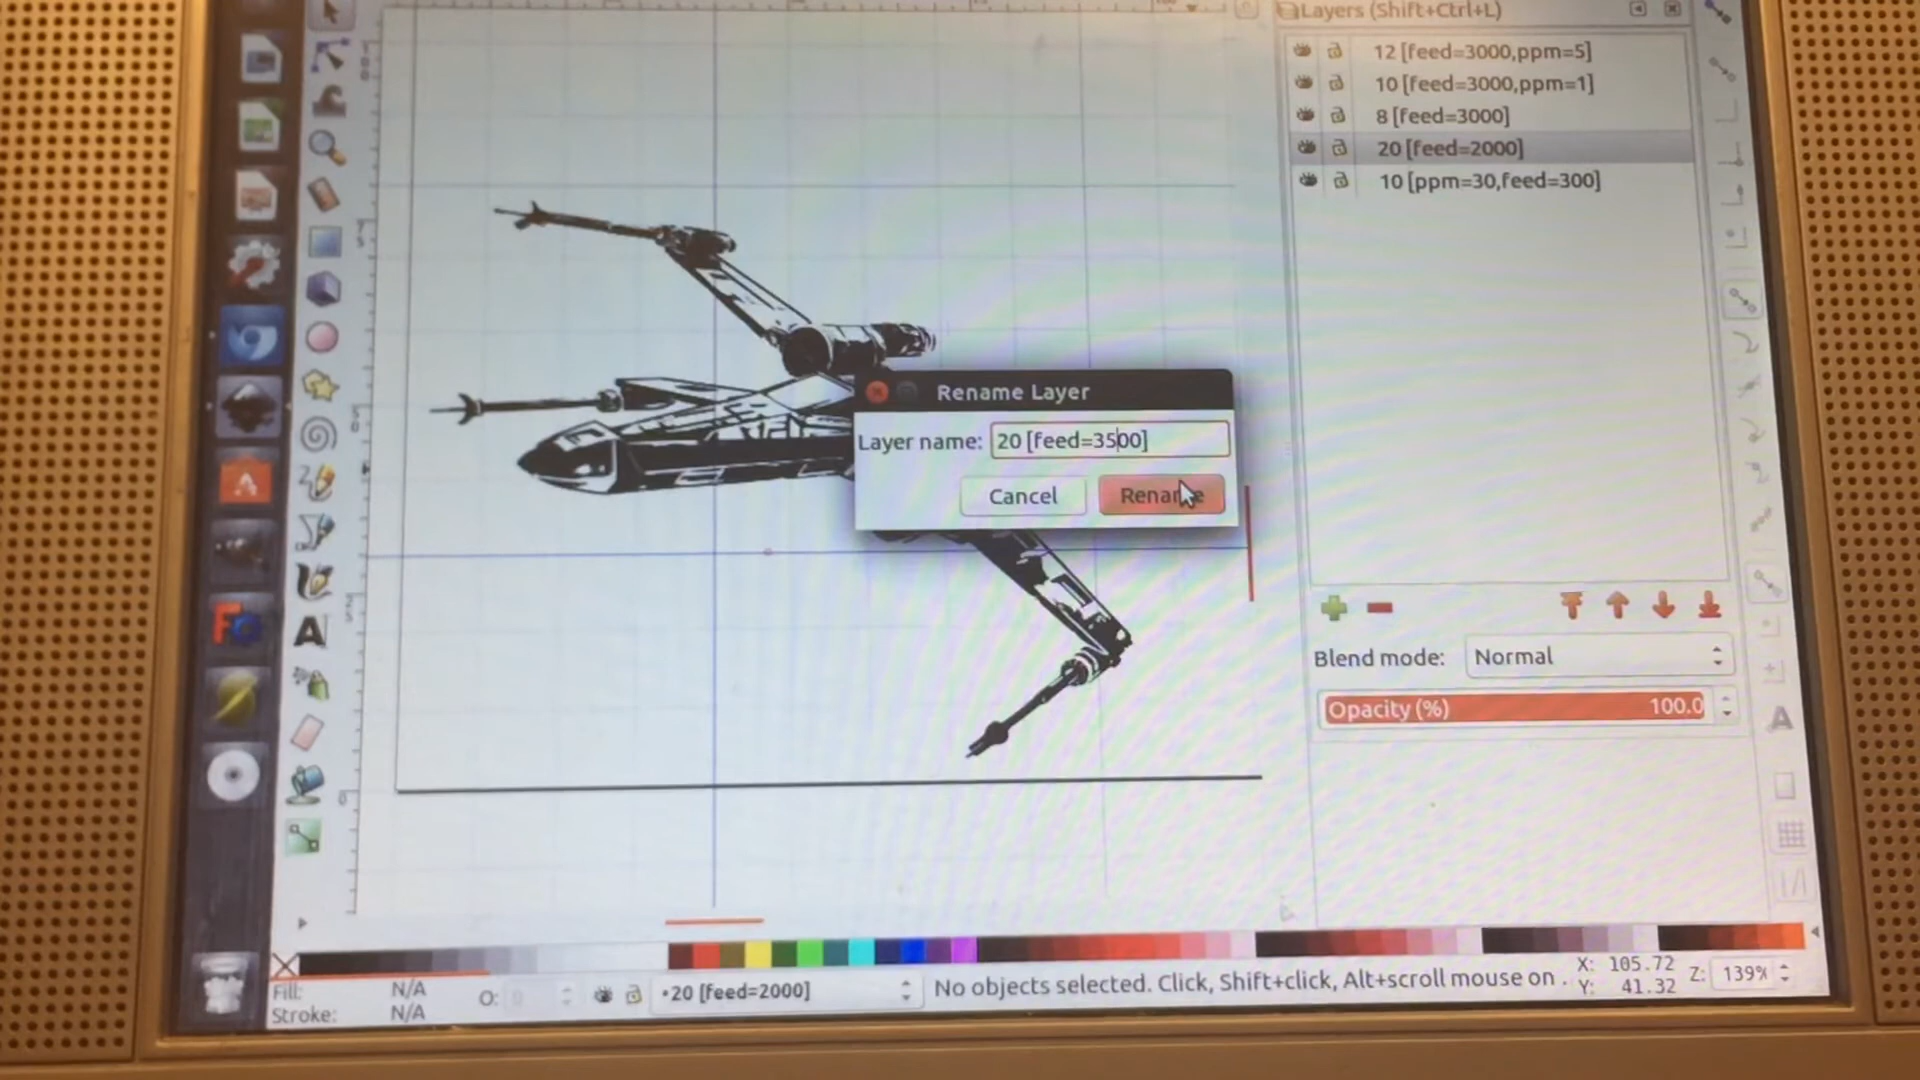 Layers (Shift+Ctrl+L)
12 [feed=3000,ppm=5]
10 [feed=3000,ppm=1]
8 [feed=3000]
20 [feed=2000]
10 [ppm=30,feed=300]
Rename Layer
Layer name: 20 [feed=3500]
Cancel Rename
Blend mode: Normal
Opacity (%) 100.0
Fill: N/A
Stroke: N/A
O: 0
•20 [feed=2000]
No objects selected. Click, Shift+click, Alt+scroll mouse on .
X: 105.72
Y: 41.32
Z: 139%